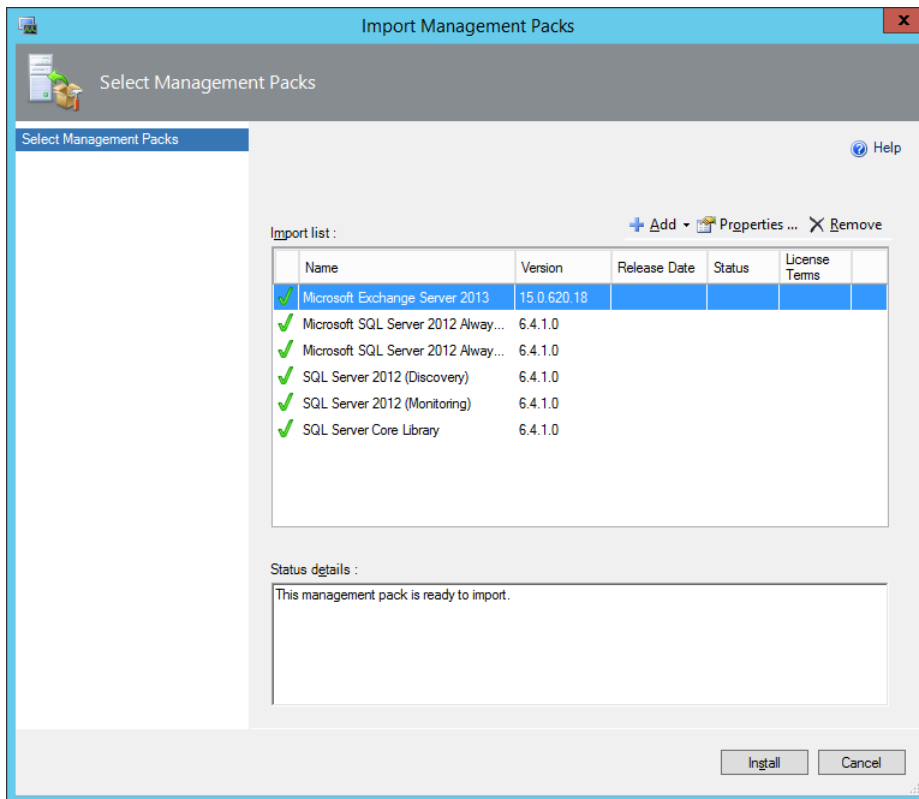 Import Management Packs
x
Select Management Packs
Select Management Packs
Help
Add Properties ... Remove
Import list :
Name Version Release Date Status License Terms
Microsoft Exchange Server 2013 15.0.620.18
Microsoft SQL Server 2012 Alway... 6.4.1.0
Microsoft SQL Server 2012 Alway... 6.4.1.0
SQL Server 2012 (Discovery) 6.4.1.0
SQL Server 2012 (Monitoring) 6.4.1.0
SQL Server Core Library 6.4.1.0
Status details :
This management pack is ready to import.
Install Cancel